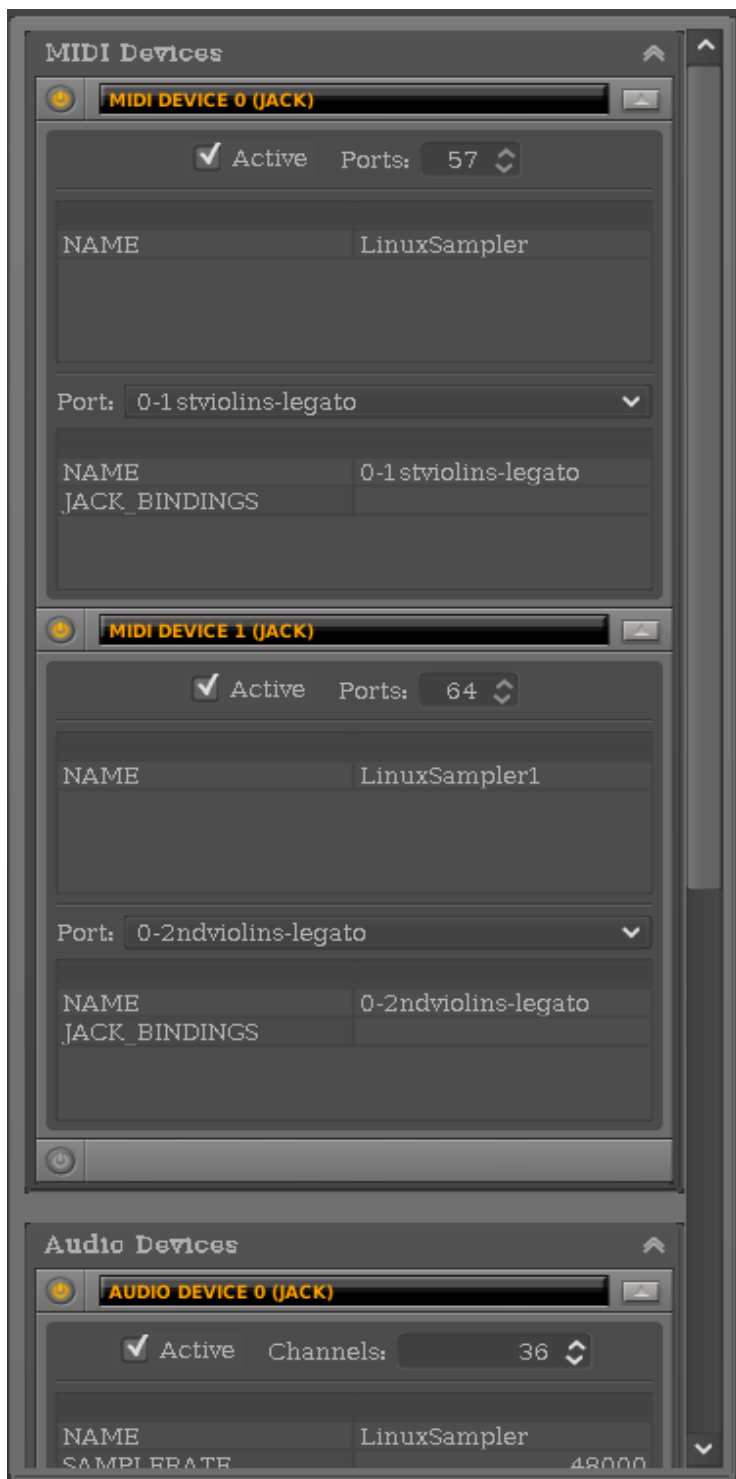 MIDI Devices
MIDI DEVICE 0 (JACK)
Active Ports: 57
NAME LinuxSampler
Port: 0-1stviolins-legato
NAME 0-1stviolins-legato
JACK_BINDINGS
MIDI DEVICE 1 (JACK)
Active Ports: 64
NAME LinuxSampler1
Port: 0-2ndviolins-legato
NAME 0-2ndviolins-legato
JACK_BINDINGS
Audio Devices
AUDIO DEVICE 0 (JACK)
Active Channels: 36
NAME LinuxSampler
SAMPLERATE 48000